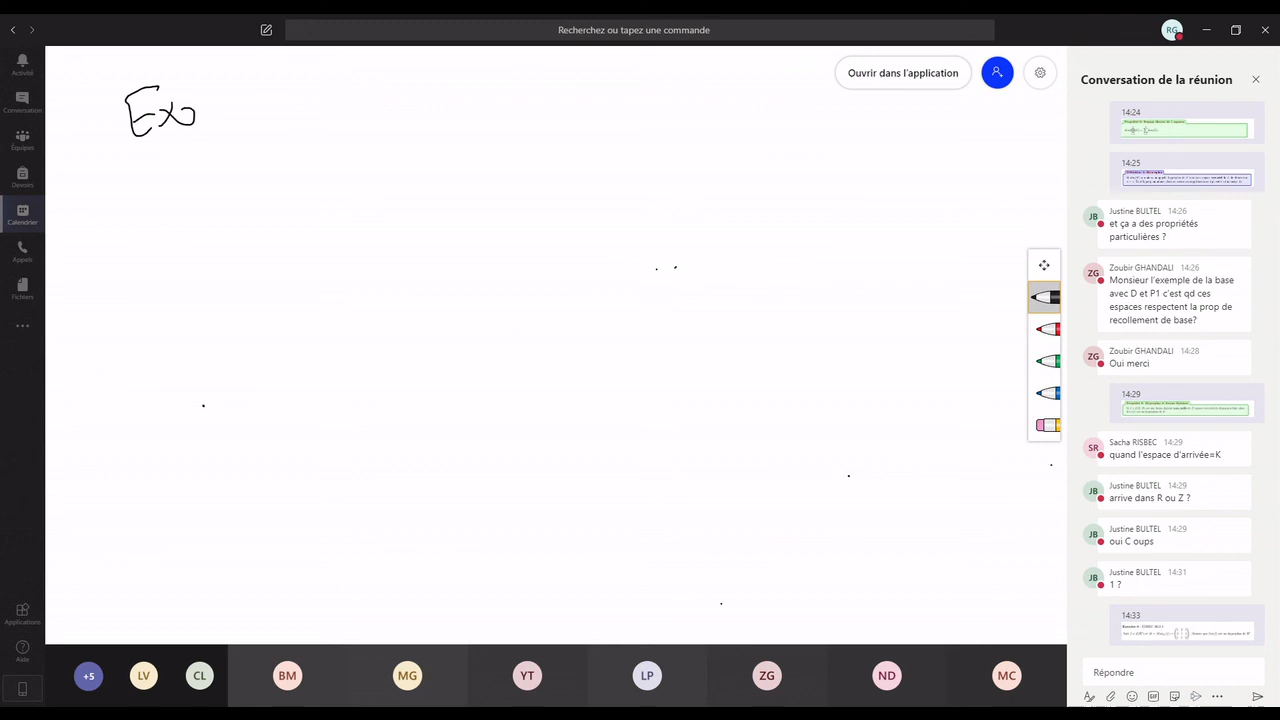 Recherchez ou tapez une commande
RG
Activité
Conversation
Équipes
Devoirs
Calendrier
Appels
Fichiers
Applications
Aide
Exo
Ouvrir dans l'application
Conversation de la réunion
14:24
14:25
JB
Justine BULTEL 14:26
et ça a des propriétés
particulières ?
ZG
Zoubir GHANDALI 14:26
Monsieur l'exemple de la base
avec D et P1 c'est qd ces
espaces respectent la prop de
recollement de base?
ZG
Zoubir GHANDALI 14:28
Oui merci
14:29
SR
Sacha RISBEC 14:29
quand l'espace d'arrivée=K
JB
Justine BULTEL 14:29
arrive dans R ou Z ?
JB
Justine BULTEL 14:29
oui C oups
JB
Justine BULTEL 14:31
1 ?
14:33
Répondre
GIF
+5
LV
CL
BM
MG
YT
LP
ZG
ND
MC